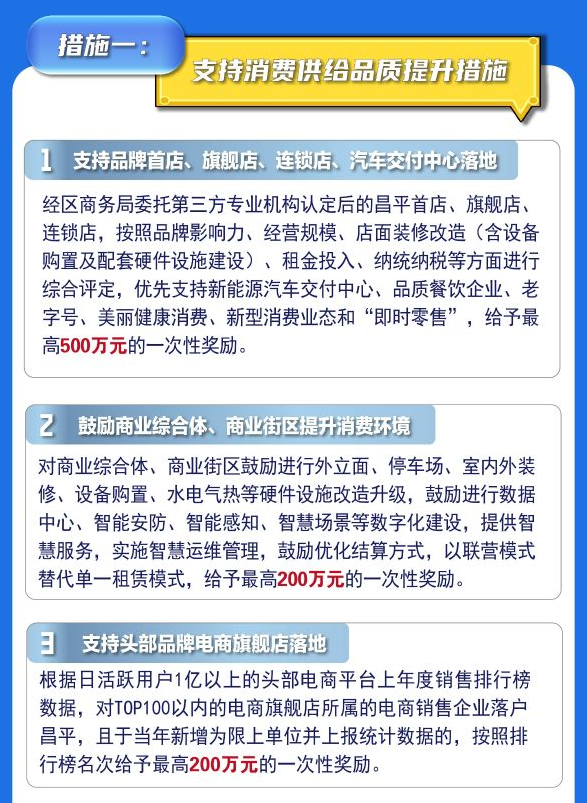 措施一：
支持消费供给品质提升措施
1 支持品牌首店、旗舰店、连锁店、汽车交付中心落地
经区商务局委托第三方专业机构认定后的昌平首店、旗舰店、
连锁店，按照品牌影响力、经营规模、店面装修改造（含设备
购置及配套硬件设施建设）、租金投入、纳统纳税等方面进行
综合评定，优先支持新能源汽车交付中心、品质餐饮企业、老
字号、美丽健康消费、新型消费业态和“即时零售”，给予最
高500万元的一次性奖励。
2 鼓励商业综合体、商业街区提升消费环境
对商业综合体、商业街区鼓励进行外立面、停车场、室内外装
修、设备购置、水电气热等硬件设施改造升级，鼓励进行数据
中心、智能安防、智能感知、智慧场景等数字化建设，提供智
慧服务，实施智慧运维管理，鼓励优化结算方式，以联营模式
替代单一租赁模式，给予最高200万元的一次性奖励。
3 支持头部品牌电商旗舰店落地
根据日活跃用户1亿以上的头部电商平台上年度销售排行榜
数据，对TOP100以内的电商旗舰店所属的电商销售企业落户
昌平，且于当年新增为限上单位并上报统计数据的，按照排
行榜名次给予最高200万元的一次性奖励。